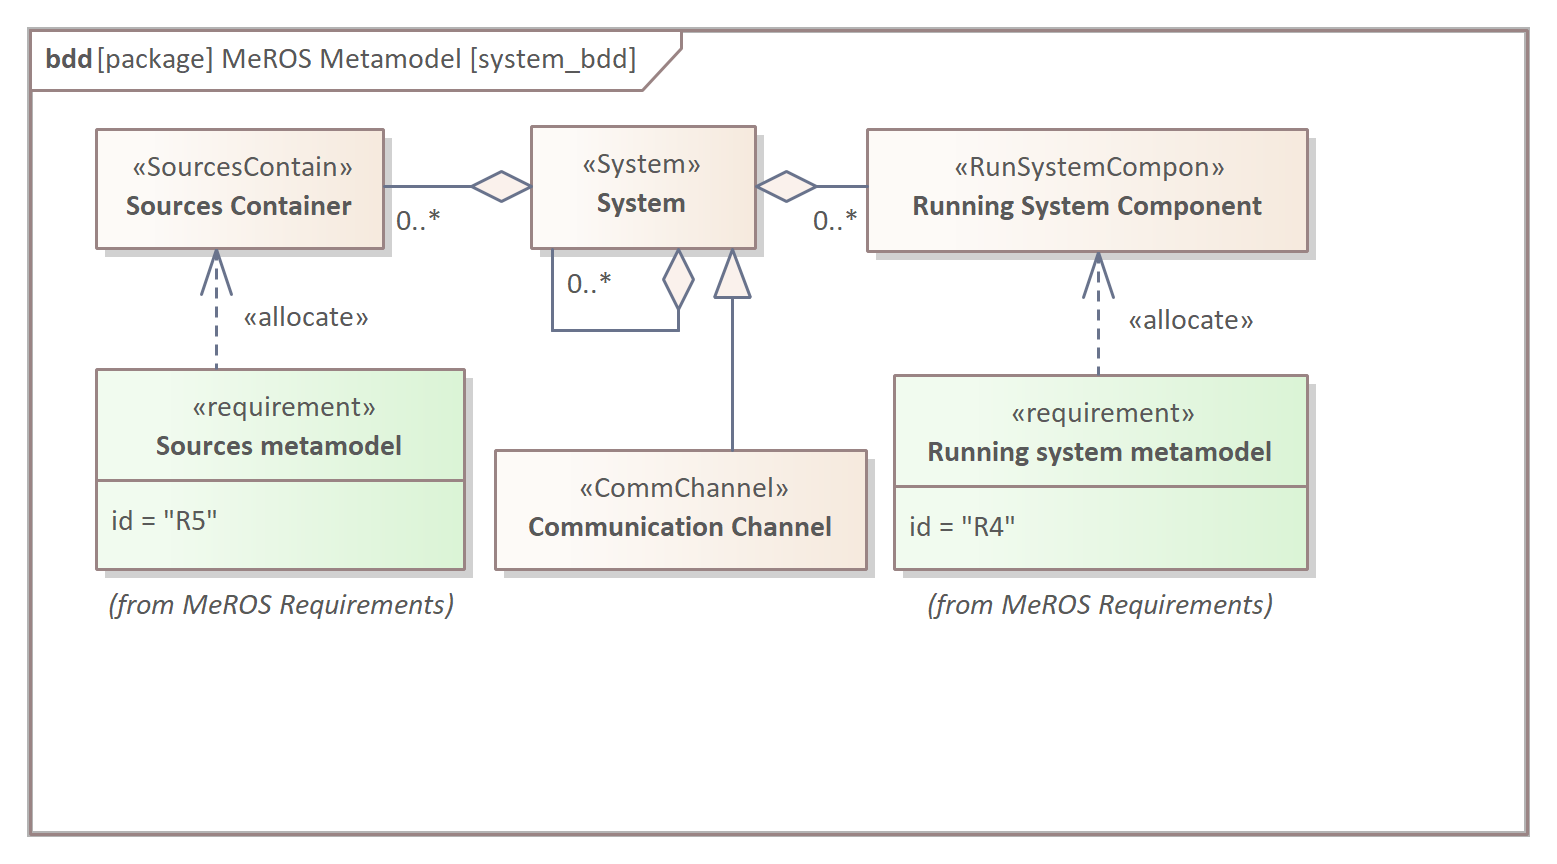 bdd [package] MeROS Metamodel [system_bdd]
«SourcesContain»
Sources Container
0..*
«System»
System
0..*
«RunSystemCompon»
Running System Component
0..*
«allocate»
«allocate»
«requirement»
Sources metamodel
id = "R5"
(from MeROS Requirements)
«CommChannel»
Communication Channel
«requirement»
Running system metamodel
id = "R4"
(from MeROS Requirements)